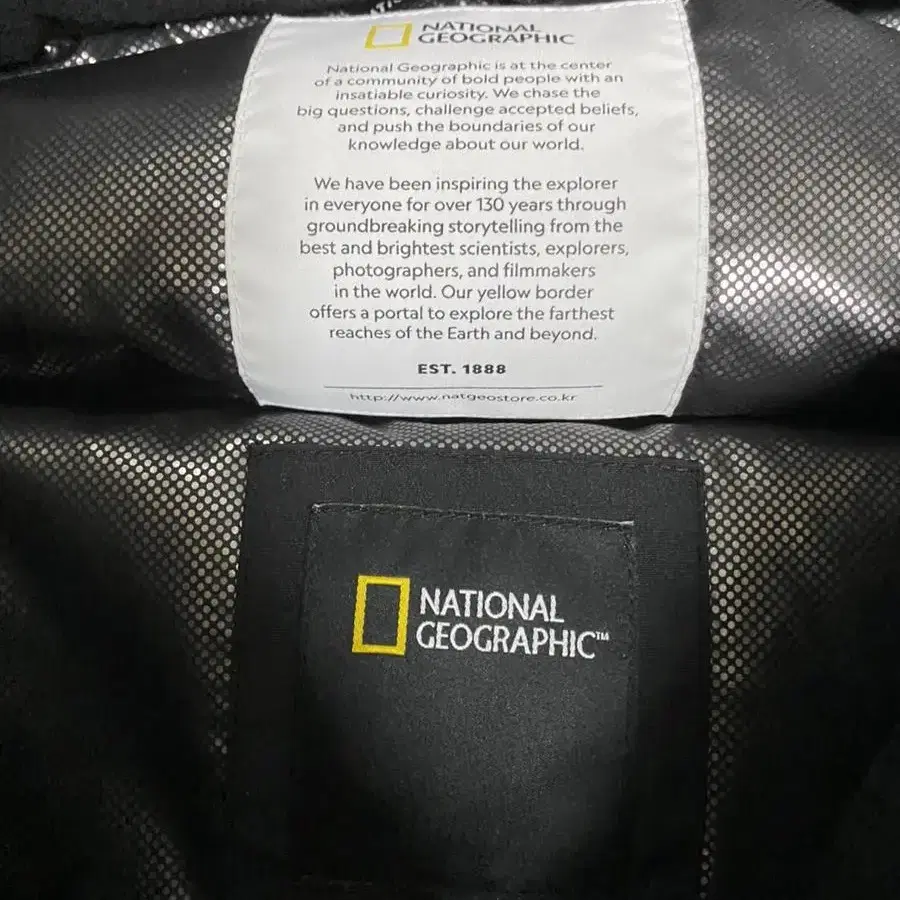 NATIONAL
GEOGRAPHIC
National Geographic is at the center
of a community of bold people with an
insatiable curiosity. We chase the
big questions, challenge accepted beliefs,
and push the boundaries of our
knowledge about our world.
We have been inspiring the explorer
in everyone for over 130 years through
groundbreaking storytelling from the
best and brightest scientists, explorers,
photographers, and filmmakers
in the world. Our yellow border
offers a portal to explore the farthest
reaches of the Earth and beyond.
EST. 1888
http://www.natgeostore.co.kr
NATIONAL
GEOGRAPHIC™